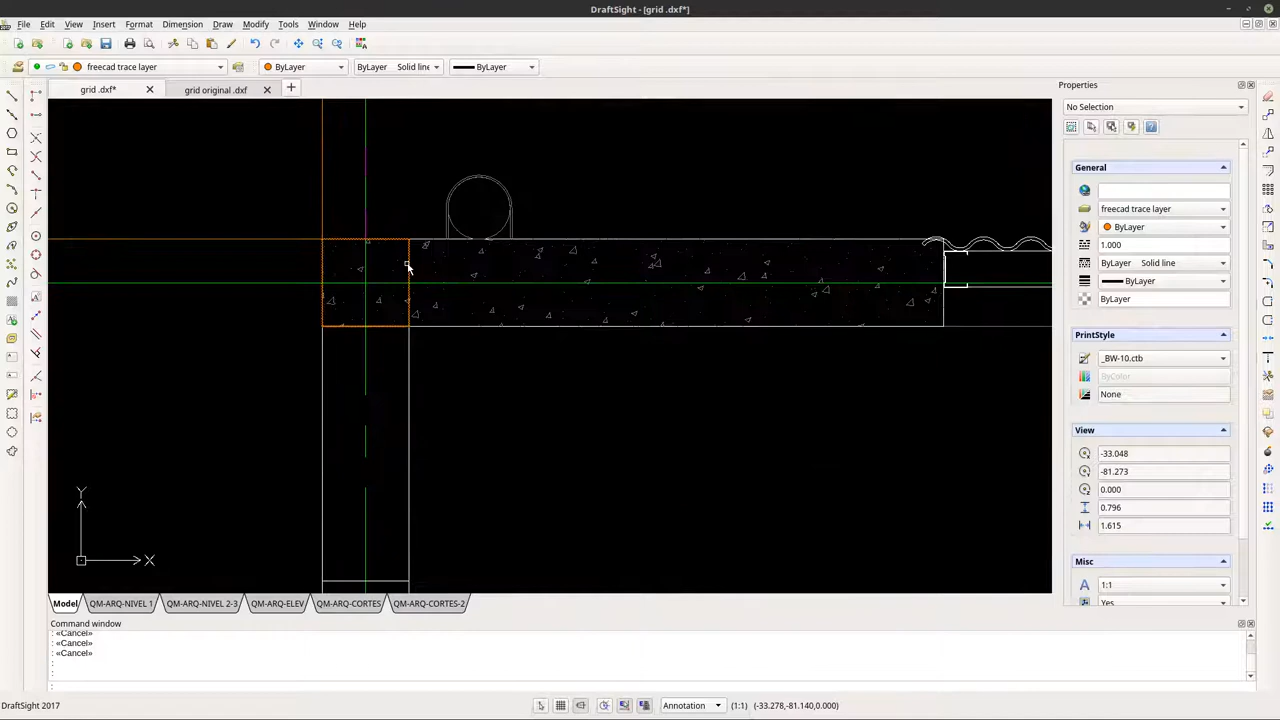 DraftSight - [grid .dxf*]
File Edit View Insert Format Dimension Draw Modify Tools Window Help
freecad trace layer ByLayer ByLayer Solid line ByLayer
grid .dxf* grid original .dxf
Properties
No Selection
General
freecad trace layer
ByLayer
1.000
ByLayer Solid line
ByLayer
ByLayer
PrintStyle
_BW-10.ctb
ByColor
None
View
-33.048
-81.273
0.000
0.796
1.615
Misc
1:1
Yes
Y
X
Model QM-ARQ-NIVEL 1 QM-ARQ-NIVEL 2-3 QM-ARQ-ELEV QM-ARQ-CORTES QM-ARQ-CORTES-2
Command window
: «Cancel»
: «Cancel»
: «Cancel»
:
:
:
DraftSight 2017 Annotation (1:1) (-33.278,-81.140,0.000)